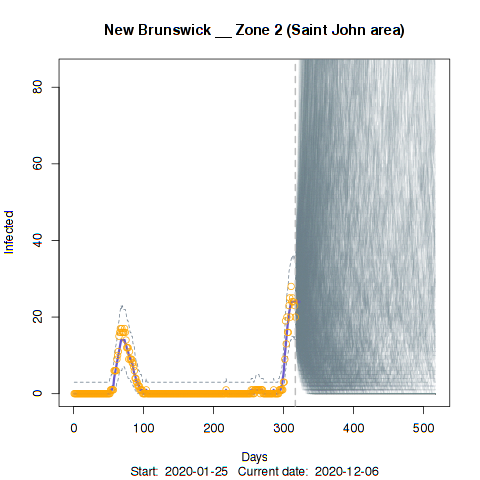 New Brunswick __ Zone 2 (Saint John area)
Infected
80
60
40
20
0
0 100 200 300 400 500
Days
Start: 2020-01-25 Current date: 2020-12-06